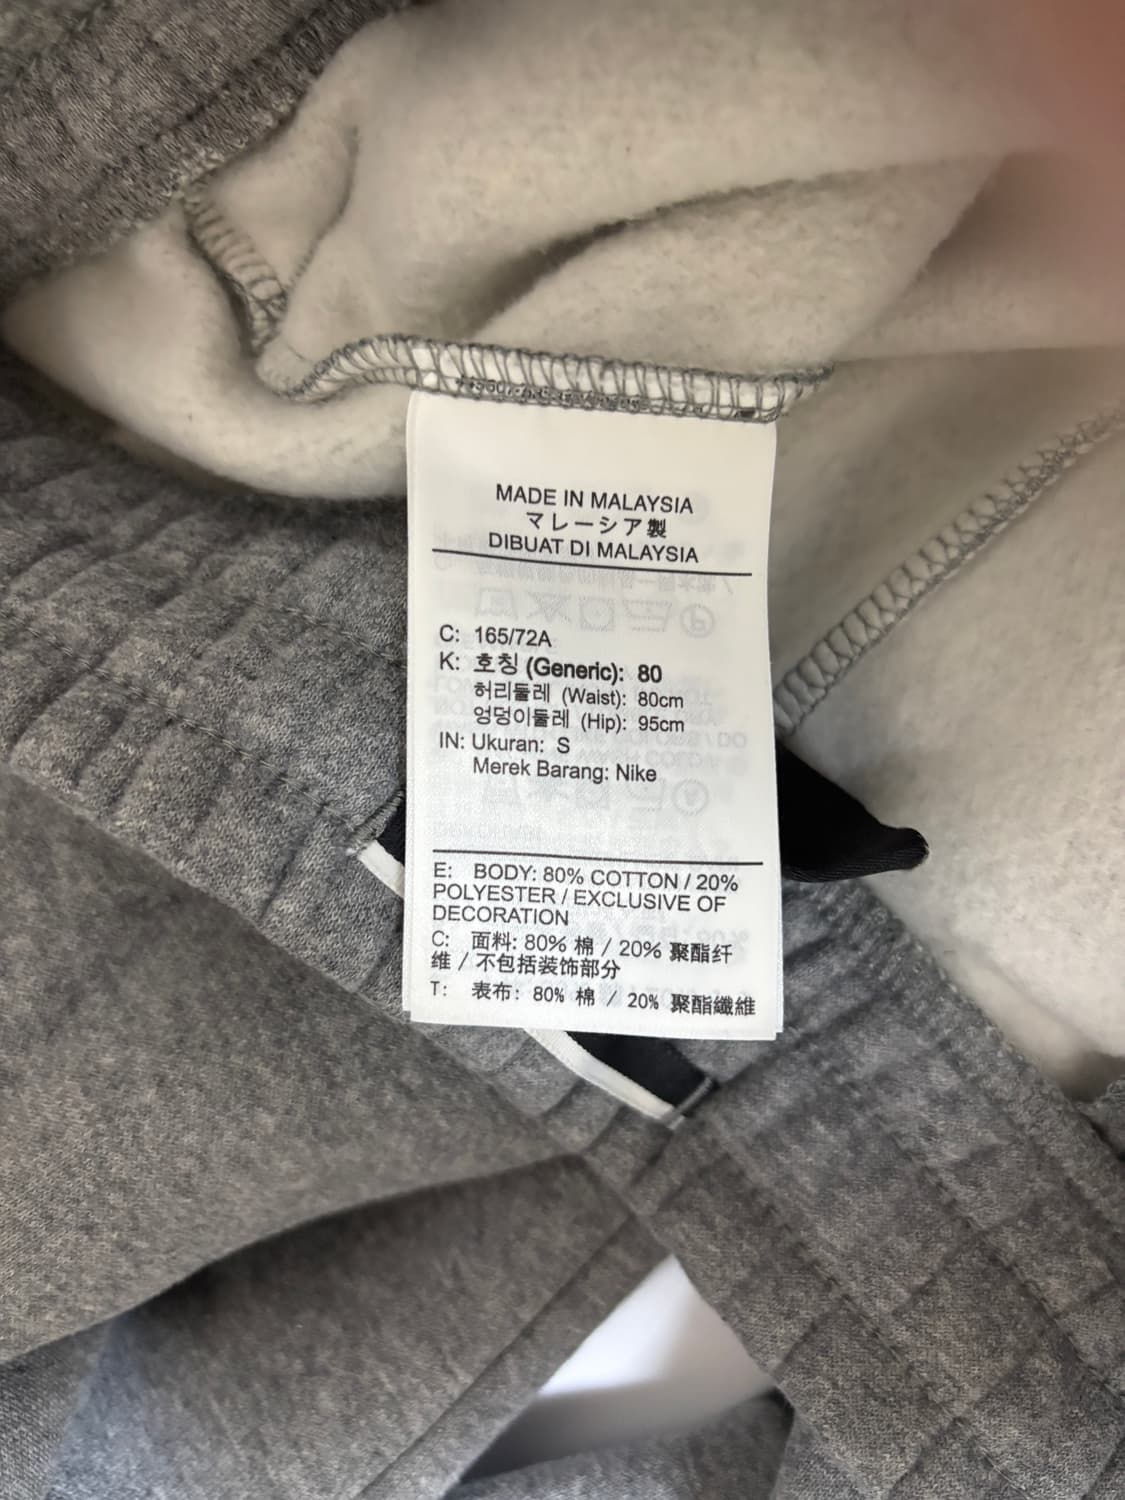 MADE IN MALAYSIA
マレーシア製
DIBUAT DI MALAYSIA
C: 165/72A
K: 호칭 (Generic): 80
허리둘레 (Waist): 80cm
엉덩이둘레 (Hip): 95cm
IN: Ukuran: S
Merek Barang: Nike
E: BODY: 80% COTTON / 20%
POLYESTER / EXCLUSIVE OF
DECORATION
C: 面料: 80% 棉 / 20% 聚酯纤
维 / 不包括装饰部分
T: 表布: 80% 棉 / 20% 聚酯纖維